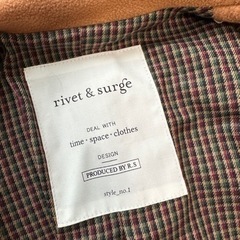 rivet & surge
DEAL WITH
time・space・clothes
DESIGN
PRODUCED BY R.S
style_no.1